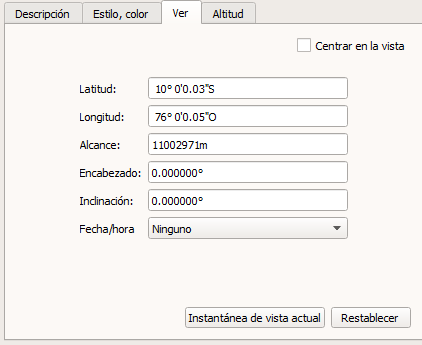 Descripción Estilo, color Ver Altitud
Centrar en la vista
Latitud: 10° 0'0.03"S
Longitud: 76° 0'0.05"O
Alcance: 11002971m
Encabezado: 0.000000°
Inclinación: 0.000000°
Fecha/hora Ninguno
Instantánea de vista actual Restablecer